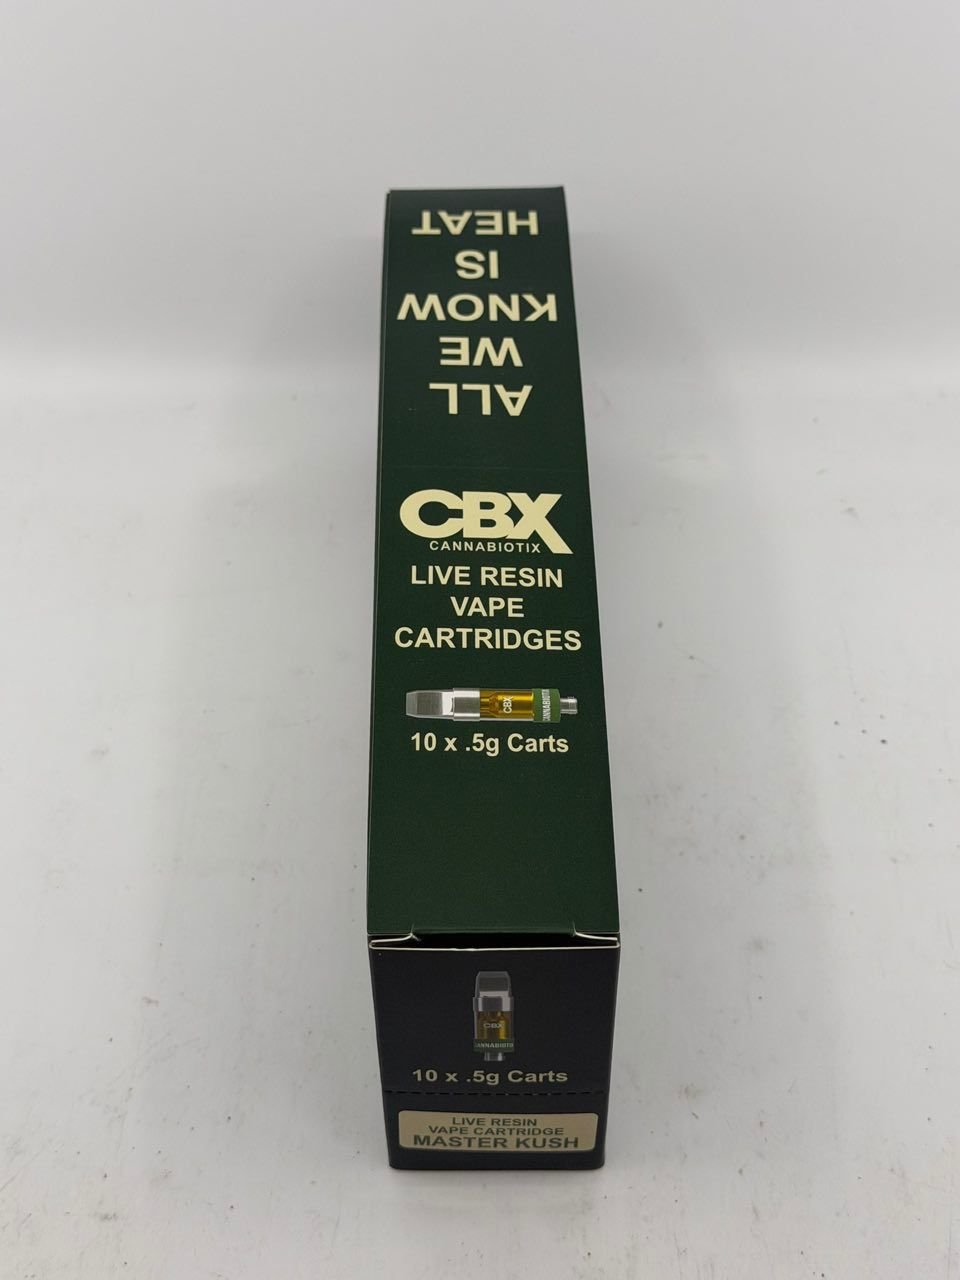 ALL
WE
KNOW
IS
HEAT
CBX
CANNABIOTIX
LIVE RESIN
VAPE
CARTRIDGES
CBX
CANNABIOTIX
10 x .5g Carts
CBX
10 x .5g Carts
LIVE RESIN
VAPE CARTRIDGE
MASTER KUSH